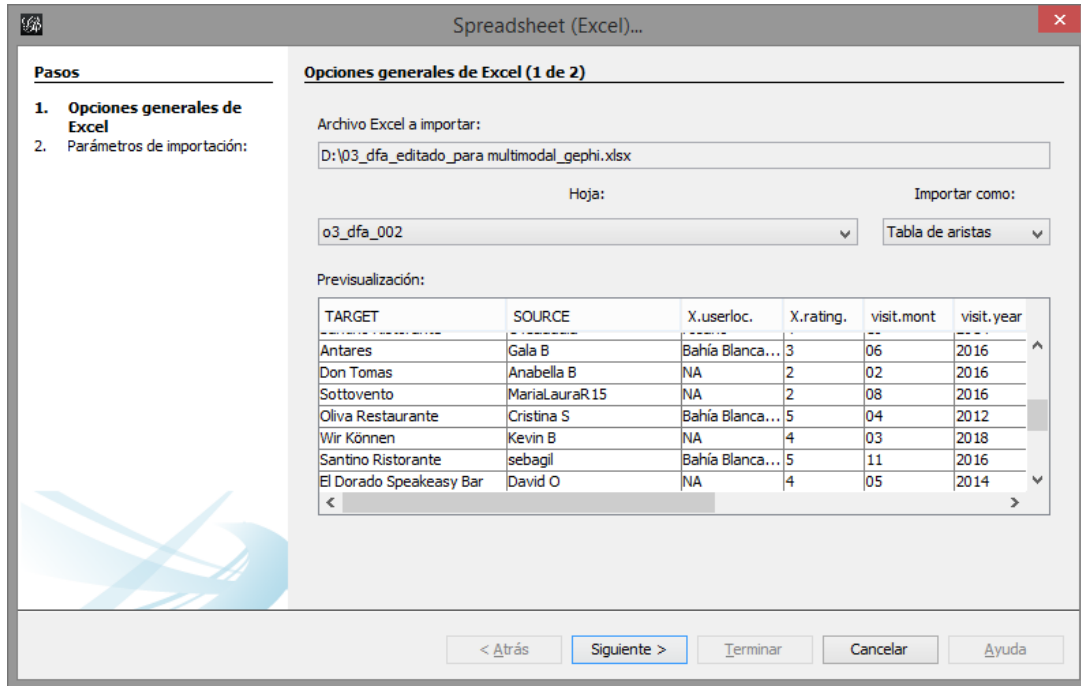 Spreadsheet (Excel)...
Pasos
1. Opciones generales de
Excel
2. Parámetros de importación:
Opciones generales de Excel (1 de 2)
Archivo Excel a importar:
D:\03_dfa_editado_para multimodal_gephi.xlsx
Hoja: Importar como:
o3_dfa_002 Tabla de aristas
Previsualización:
TARGET SOURCE X.userloc. X.rating. visit.mont visit.year
Antares Gala B Bahía Blanca... 3 06 2016
Don Tomas Anabella B NA 2 02 2016
Sottovento MariaLauraR15 NA 2 08 2016
Oliva Restaurante Cristina S Bahía Blanca... 5 04 2012
Wir Können Kevin B NA 4 03 2018
Santino Ristorante sebagil Bahía Blanca... 5 11 2016
El Dorado Speakeasy Bar David O NA 4 05 2014
< Atrás Siguiente > Terminar Cancelar Ayuda